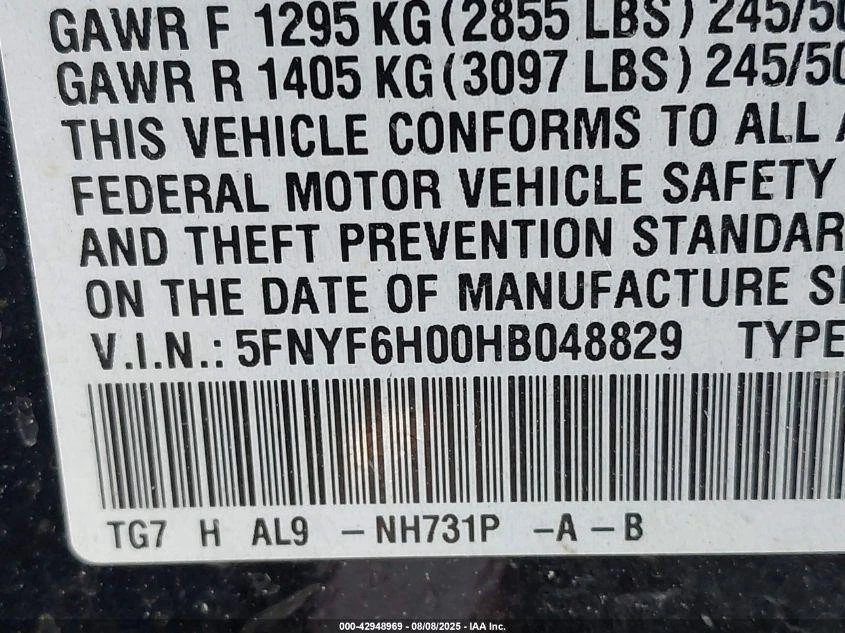 GAWR F 1295 KG (2855 LBS) 245/50
GAWR R 1405 KG (3097 LBS) 245/50
THIS VEHICLE CONFORMS TO ALL A
FEDERAL MOTOR VEHICLE SAFETY
AND THEFT PREVENTION STANDAR
ON THE DATE OF MANUFACTURE S
V.I.N.: 5FNYF6H00HB048829 TYPE
TG7 H AL9 – NH731P –A – B
000-42948969 - 08/08/2025 - IAA Inc.